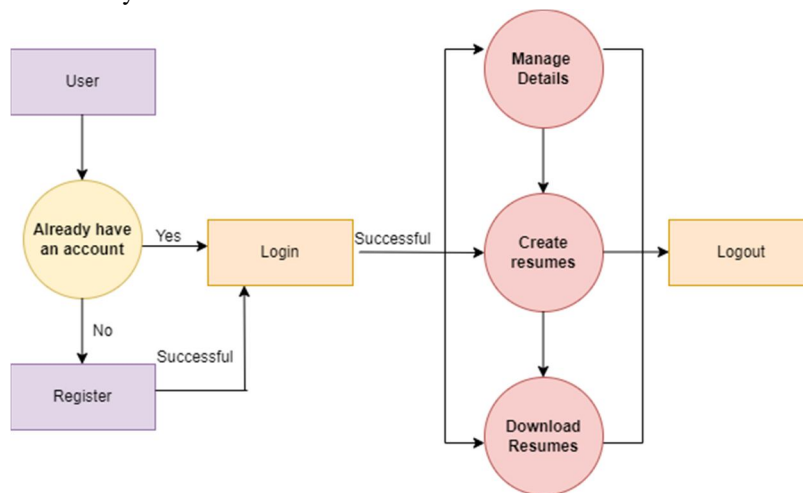 User
Already have
an account
Yes
No
Register
Successful
Login
Successful
Manage
Details
Create
resumes
Download
Resumes
Logout